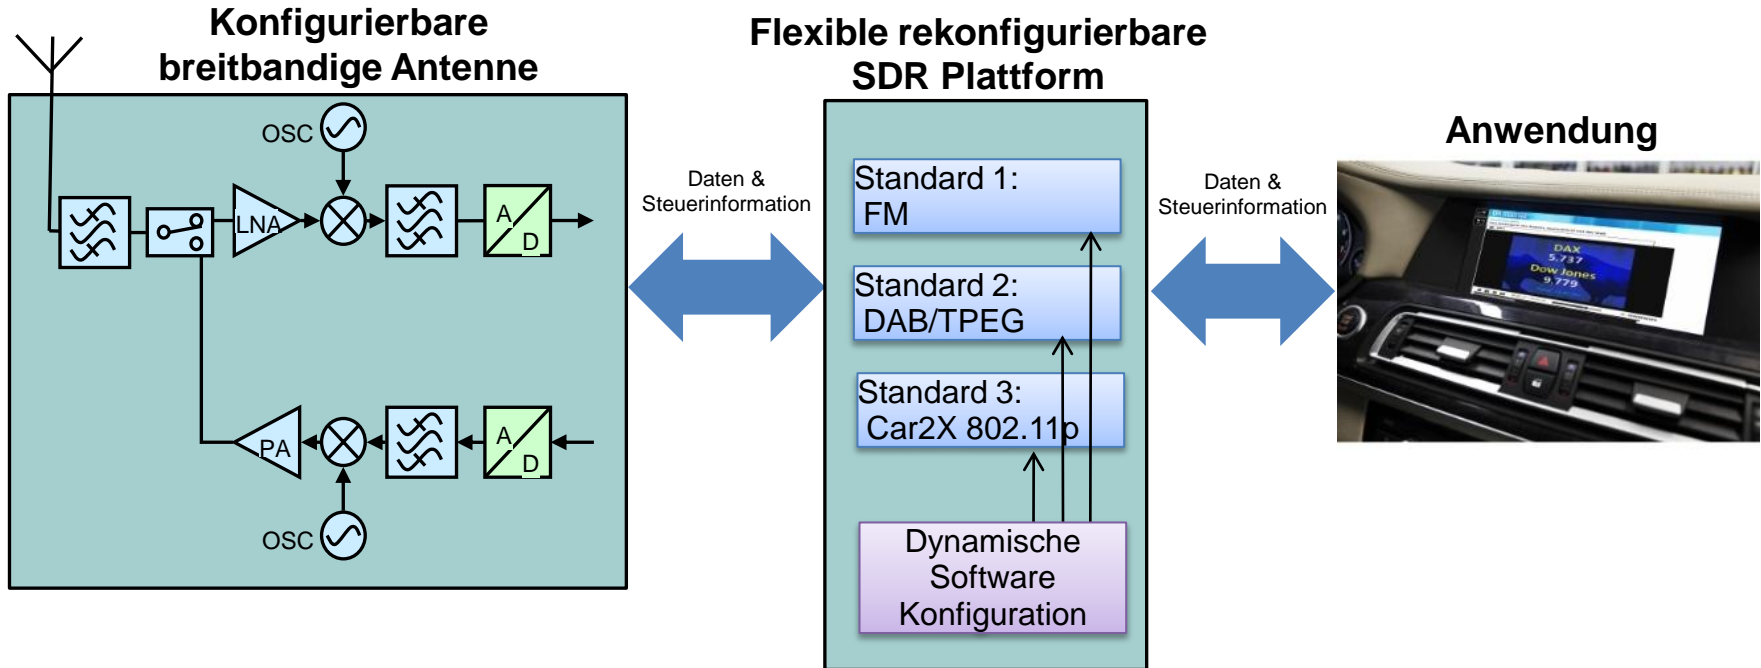 Konfigurierbare
breitbandige Antenne
OSC
LNA
A
D
PA
A
D
OSC
Daten &
Steuerinformation
Flexible rekonfigurierbare
SDR Plattform
Standard 1:
FM
Standard 2:
DAB/TPEG
Standard 3:
Car2X 802.11p
Dynamische
Software
Konfiguration
Daten &
Steuerinformation
Anwendung
DAX
5.737
Dow Jones
9.779